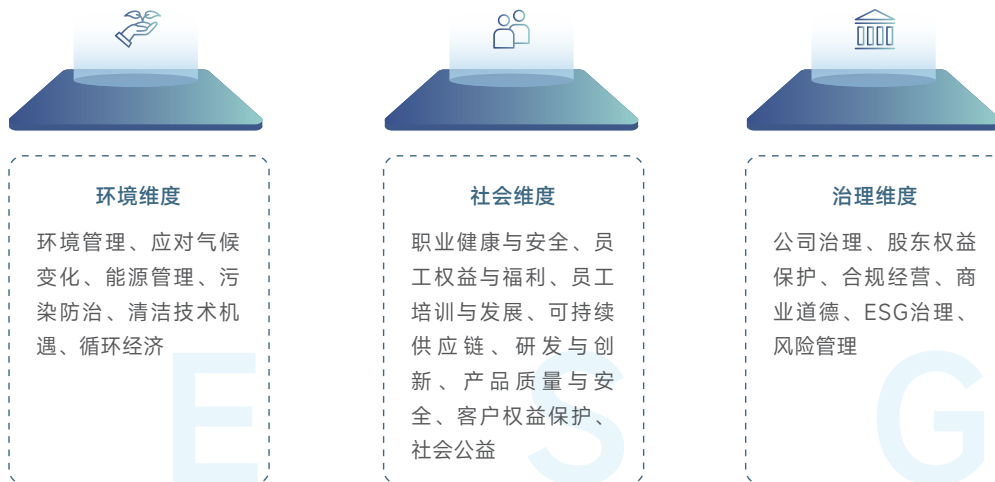 环境维度
环境管理、应对气候
变化、能源管理、污
染防治、清洁技术机
遇、循环经济
E
社会维度
职业健康与安全、员
工权益与福利、员工
培训与发展、可持续
供应链、研发与创
新、产品质量与安
全、客户权益保护、
社会公益
S
治理维度
公司治理、股东权益
保护、合规经营、商
业道德、ESG治理、
风险管理
G